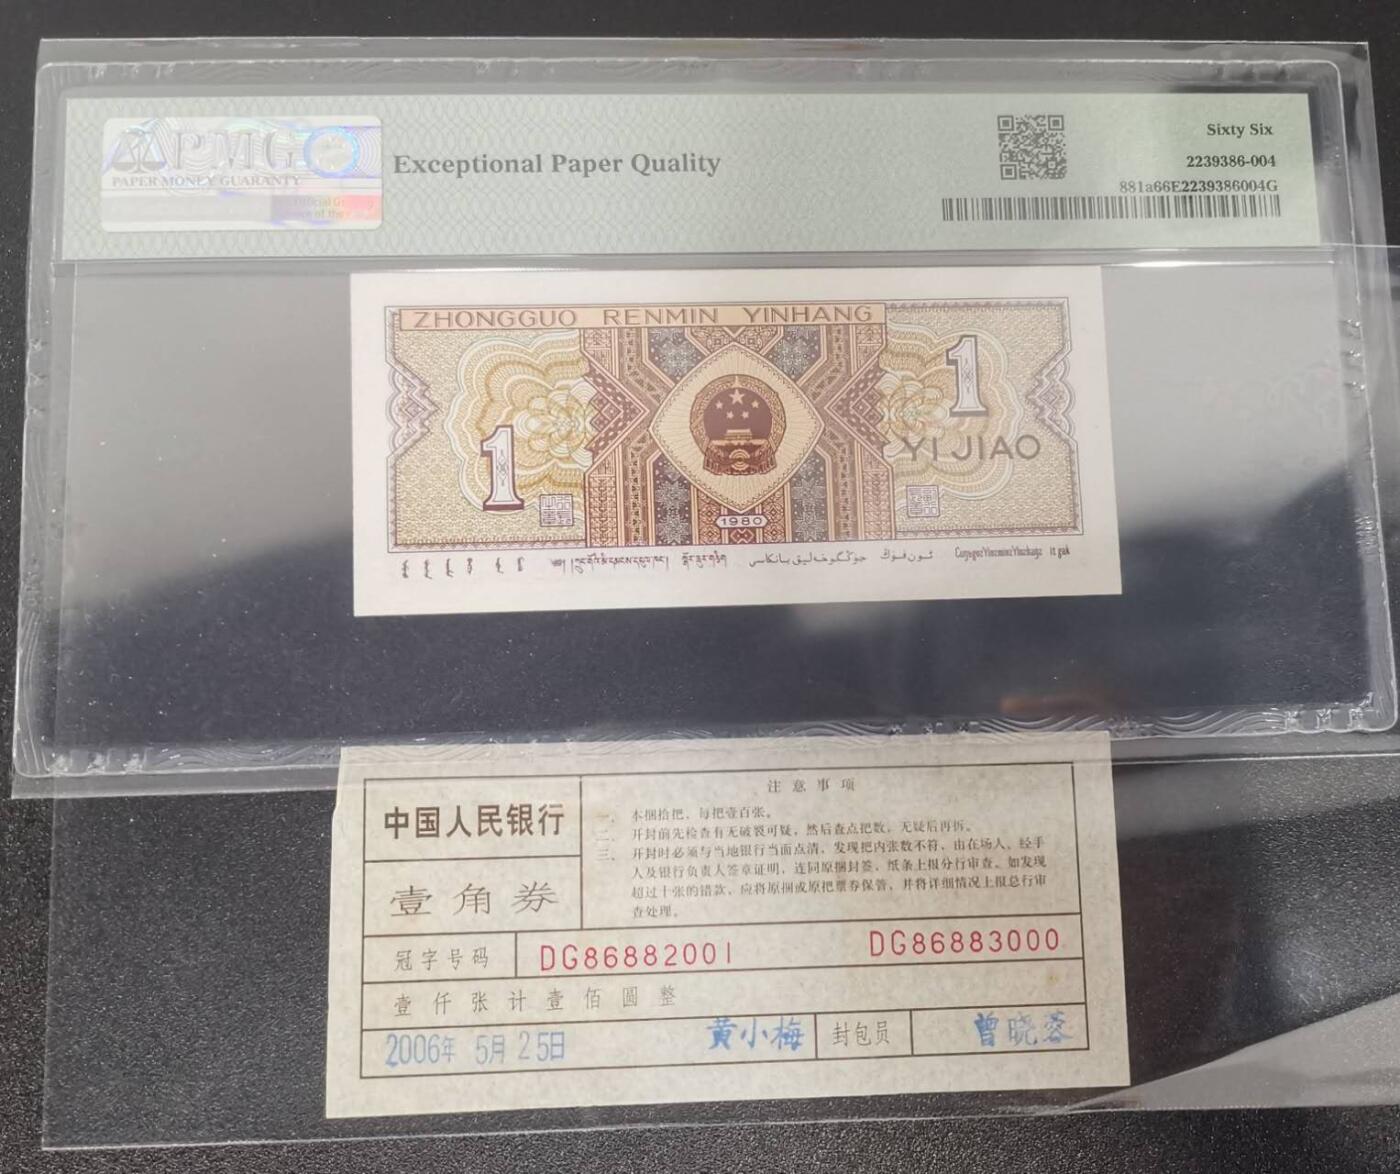 PMG
PAPER MONEY GUARANTY
Exceptional Paper Quality
Sixty Six
2239386-004
881a66E2239386004G
ZHONGGUO RENMIN YINHANG
1
YI JIAO
1
1980
جۇڭگو خەلىق بانكىسى
中国人民银行
壹角券
注意事项
一、本捆拾把，每把壹百张。
二、开封前先检查有无破裂可疑，然后查点把数，无疑后再拆。
三、开封时必须与当地银行当面点清，发现把内张数不符，由在场人、经手
人及银行负责人签章证明，连同原捆封签，纸条上报分行审查。如发现
超过十张的错款，应将原捆或原把票券保管，并将详细情况上报总行审
查处理。
冠字号码 DG86882001 DG86883000
壹仟张计壹佰圆整
2006年 5月 25日 黄小梅 封包员 曾晓蓉